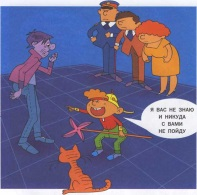 Я ВАС НЕ ЗНАЮ
И НИКУДА
С ВАМИ
НЕ ПОЙДУ